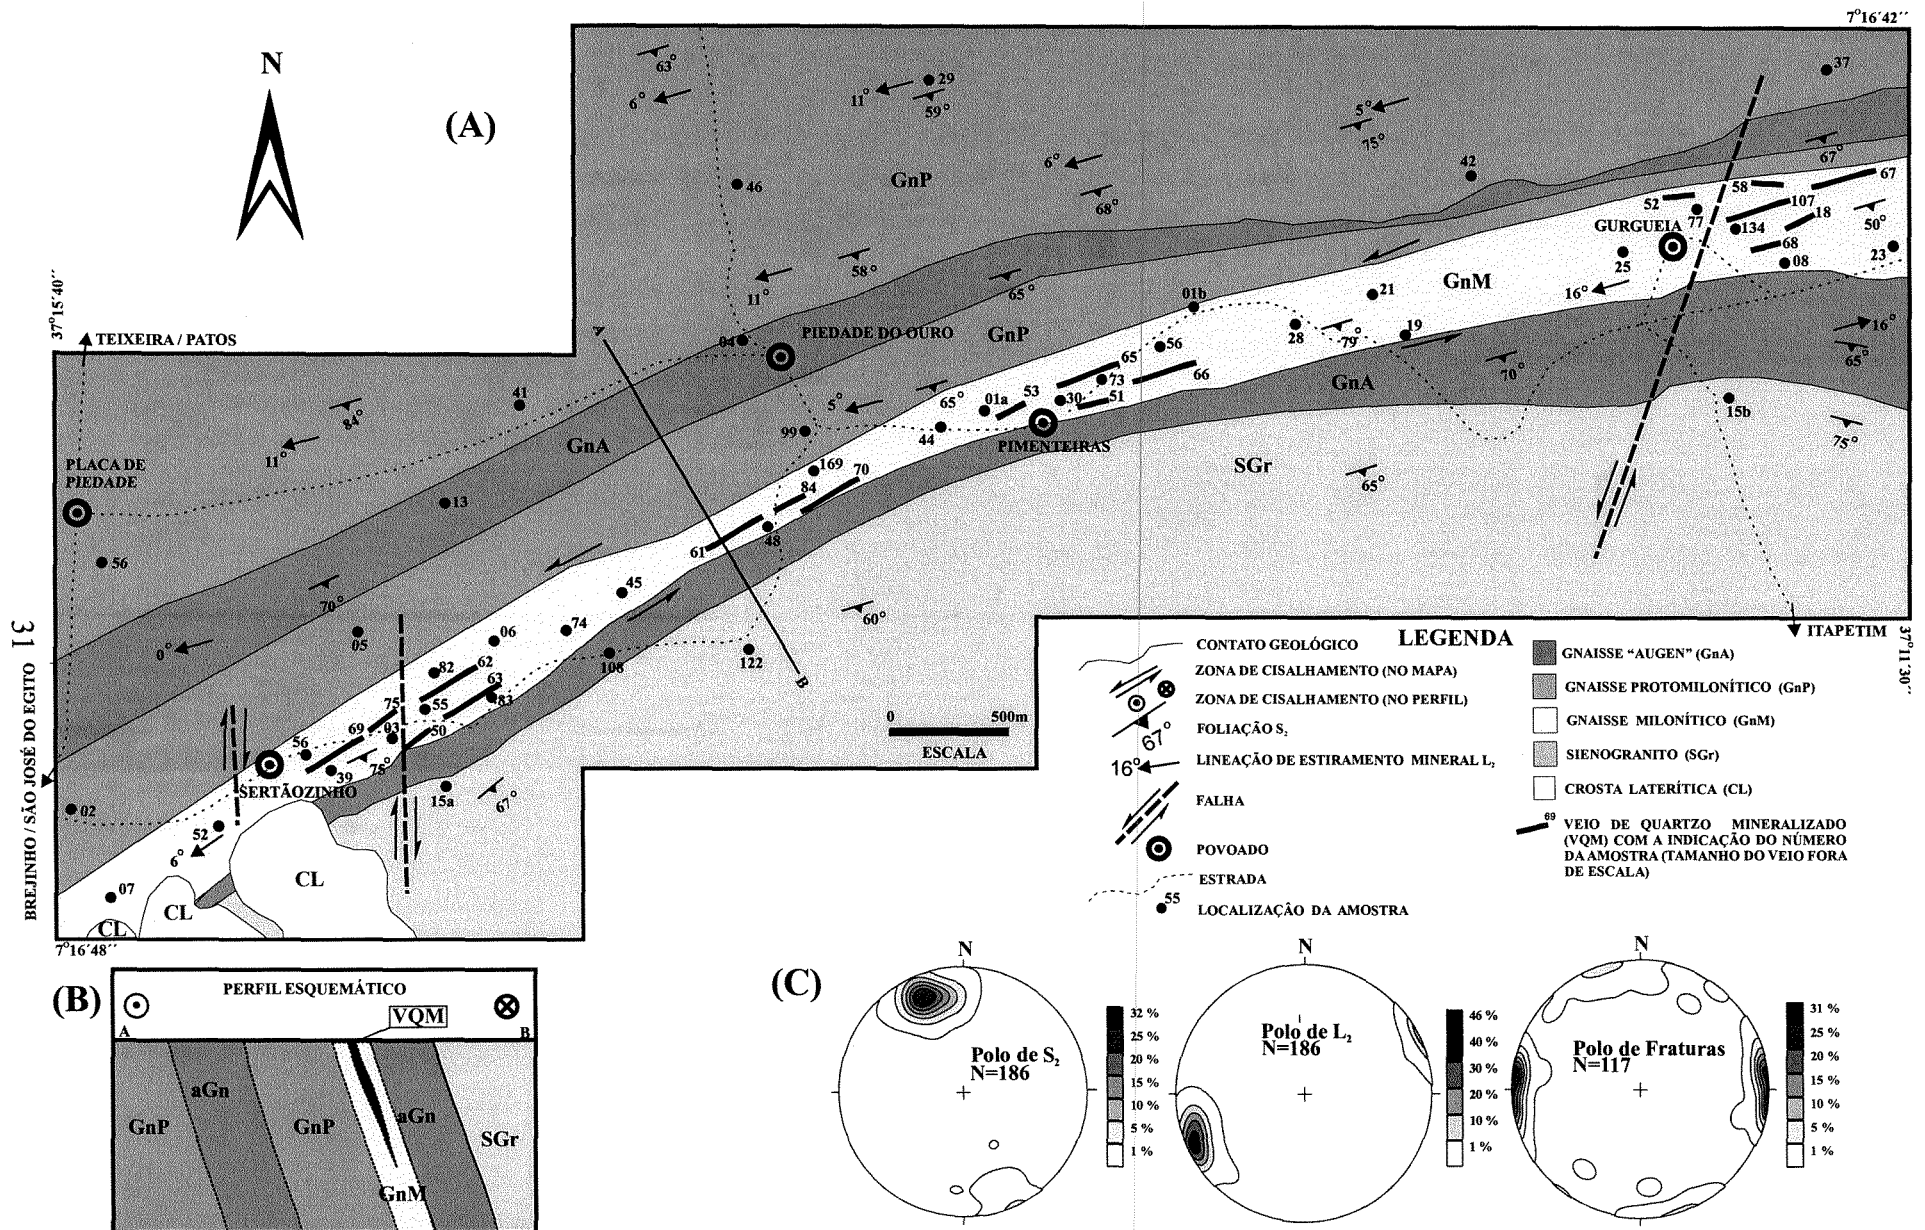 7°16´42´´
N
(A)
63°
6°
11°
29
59°
5°
75°
37
67°
46
GnP
6°
68°
42
58
67
52
77
107
18
134
50°
GURGUEIA
68
08
23
25
16°
11°
58°
65°
GnM
01b
21
37°15´40´´
TEIXEIRA / PATOS
04
PIEDADE DO OURO
GnP
28
79°
19
16°
65°
56
65
73
66
GnA
70°
41
84°
11°
5°
65°
01a
53
30
51
15b
99
44
PIMENTEIRAS
75°
GnA
PLACA DE
PIEDADE
SGr
65°
169
70
84
13
48
61
56
70°
45
60°
05
0°
06
74
108
122
A
B
82
62
63
83
55
75
69
03
50
56
39
75°
SERTÃOZINHO
15a
67°
02
52
6°
07
CL
CL
CL
7°16´48´´
BREJINHO / SÃO JOSÉ DO EGITO
31
0
500m
ESCALA
ITAPETIM
37°11´30´´
LEGENDA
CONTATO GEOLÓGICO
ZONA DE CISALHAMENTO (NO MAPA)
ZONA DE CISALHAMENTO (NO PERFIL)
67°
FOLIAÇÃO S₂
16°
LINEAÇÃO DE ESTIRAMENTO MINERAL L₂
FALHA
POVOADO
ESTRADA
55
LOCALIZAÇÃO DA AMOSTRA
GNAISSE “AUGEN” (GnA)
GNAISSE PROTOMILONÍTICO (GnP)
GNAISSE MILONÍTICO (GnM)
SIENOGRANITO (SGr)
CROSTA LATERÍTICA (CL)
69
VEIO DE QUARTZO MINERALIZADO
(VQM) COM A INDICAÇÃO DO NÚMERO
DA AMOSTRA (TAMANHO DO VEIO FORA
DE ESCALA)
(B)
PERFIL ESQUEMÁTICO
VQM
A
B
GnP
aGn
GnP
aGn
SGr
GnM
(C)
N
Polo de S₂
N=186
32 %
25 %
20 %
15 %
10 %
5 %
1 %
N
Polo de L₂
N=186
46 %
40 %
30 %
20 %
10 %
1 %
N
Polo de Fraturas
N=117
31 %
25 %
20 %
15 %
10 %
5 %
1 %